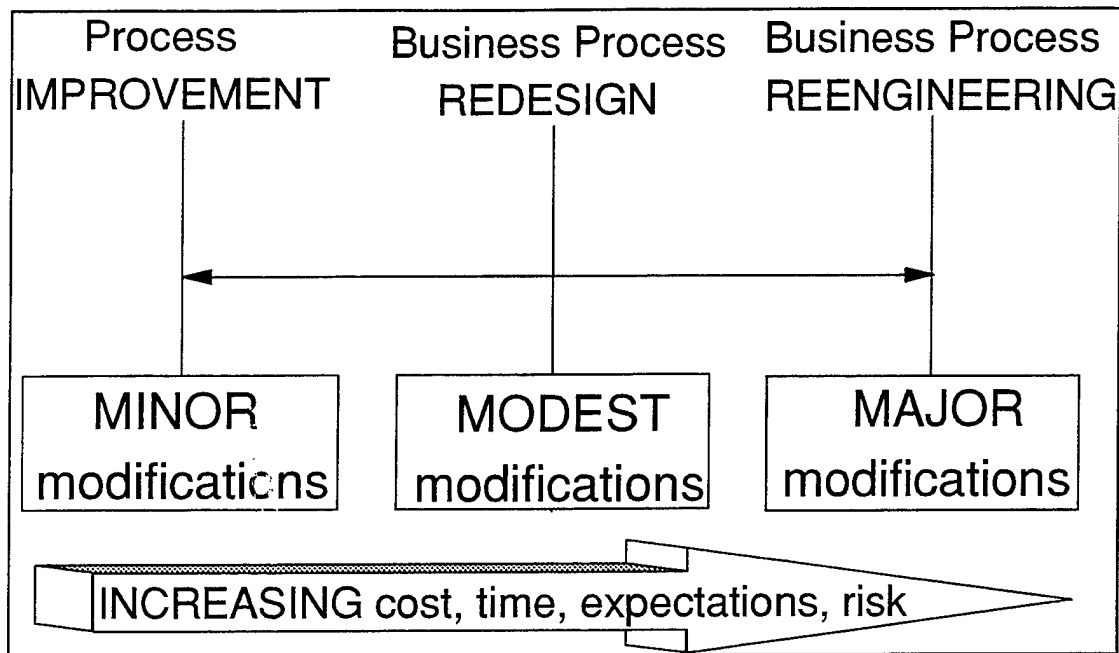 Process
IMPROVEMENT
Business Process
REDESIGN
Business Process
REENGINEERING
MINOR
modifications
MODEST
modifications
MAJOR
modifications
INCREASING cost, time, expectations, risk